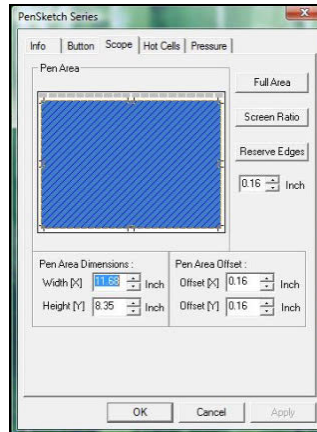 PenSketch Series
Info Button Scope Hot Cells Pressure
Pen Area
Full Area
Screen Ratio
Reserve Edges
0.16 Inch
Pen Area Dimensions :
Width [X] 11.68 Inch
Height [Y] 8.35 Inch
Pen Area Offset :
Offset [X] 0.16 Inch
Offset [Y] 0.16 Inch
OK Cancel Apply